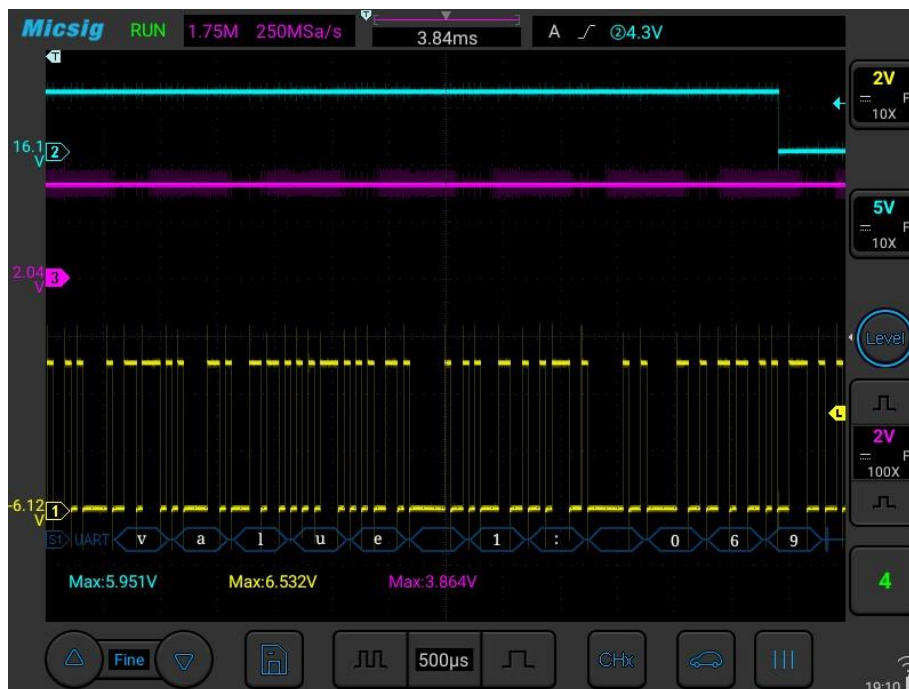 Micsig RUN 1.75M 250MSa/s T 3.84ms A ②4.3V
T
2V
F
10X
16.1
V 2
5V
F
10X
2.04
V 3
Level
L
2V
F
100X
-6.12
V 1
S1 UART v a l u e 1 : 0 6 9
Max:5.951V Max:6.532V Max:3.864V
4
Fine 500µs CHx
19:10